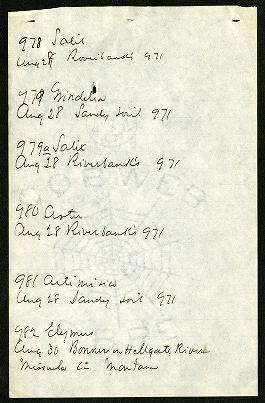 978 Salix
Aug 28 Riverbanks 971
979 Grindelia
Aug 28 Sandy soil 971
979a Salix
Aug 28 Riverbanks 971
980 Aster
Aug 28 Riverbanks 971
981 Artimisia
Aug 28 Sandy soil 971
982 Elymus
Aug 30 Bonner on Hellgate River
Missoula Co Montana